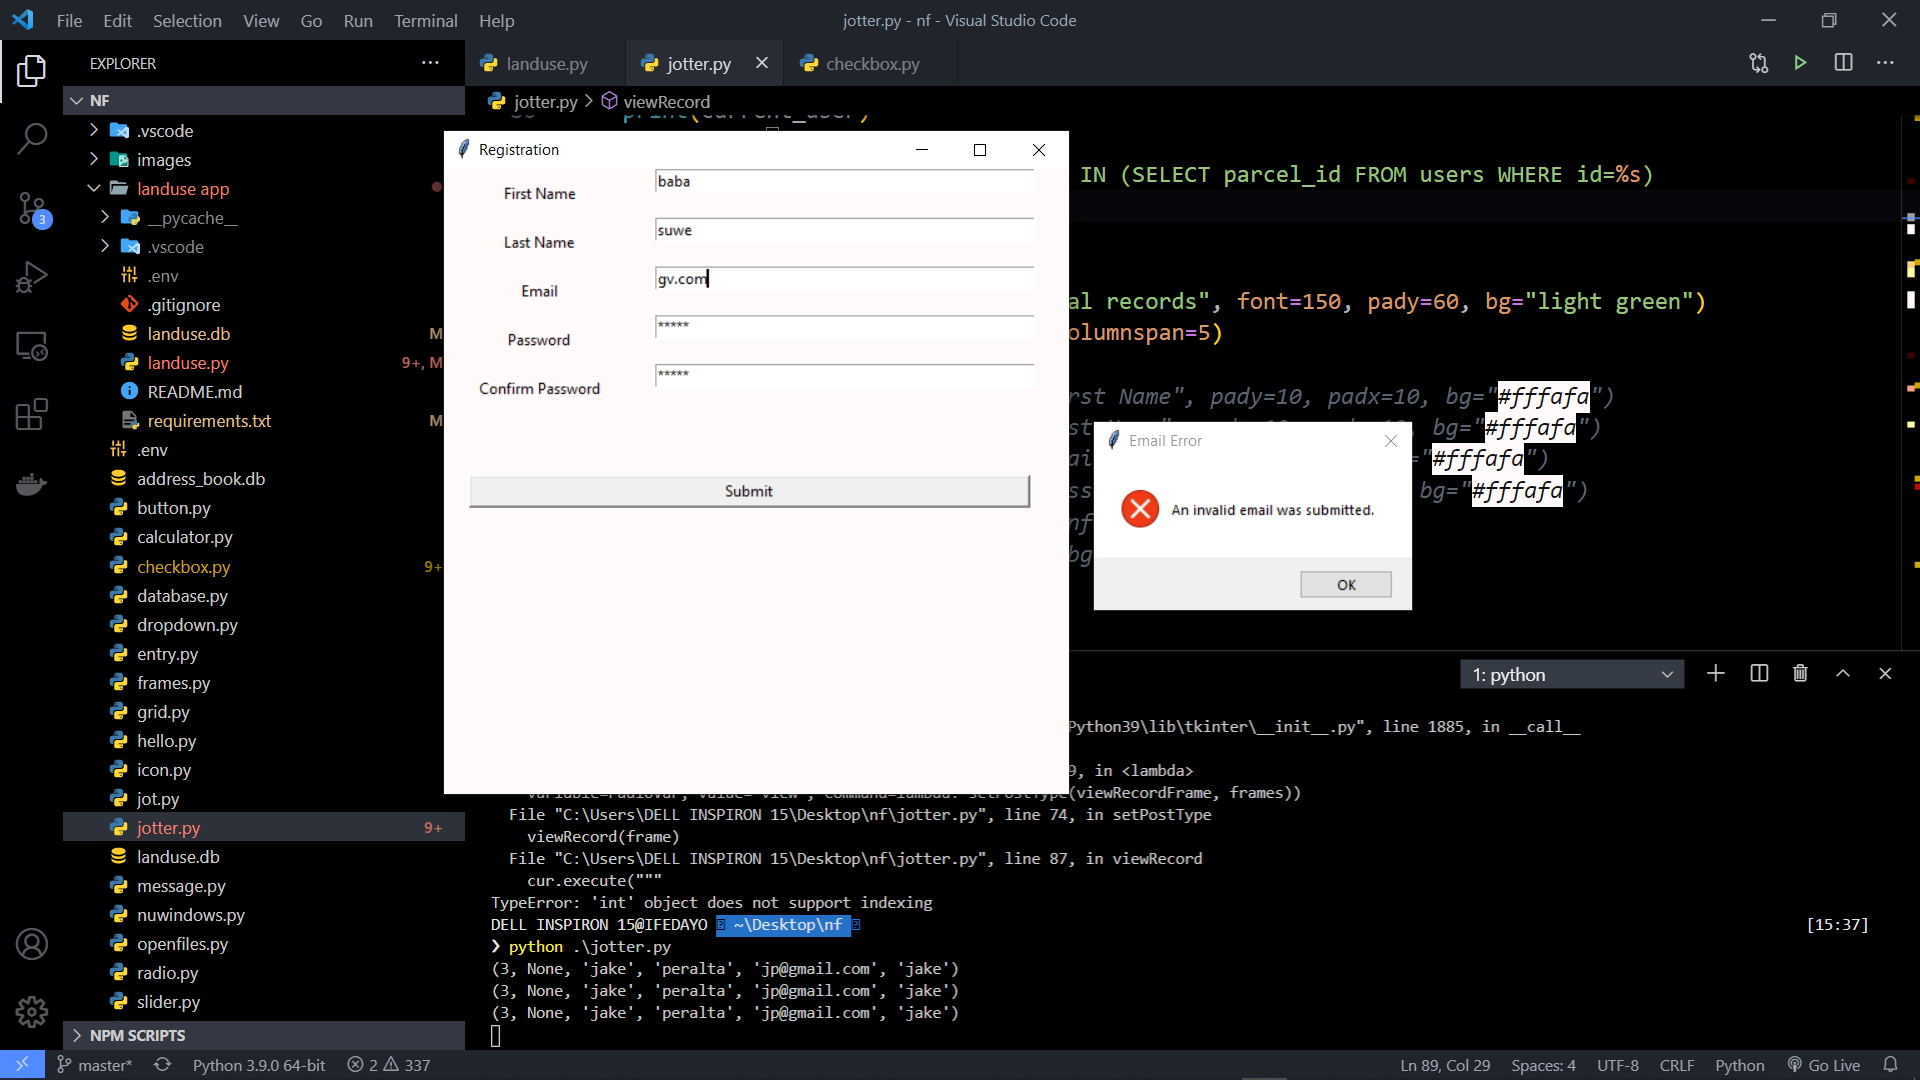 File Edit Selection View Go Run Terminal Help
jotter.py - nf - Visual Studio Code
EXPLORER
landuse.py
jotter.py
checkbox.py
NF
jotter.py > viewRecord
.vscode
images
landuse app
__pycache__
.vscode
.env
.gitignore
landuse.db M
landuse.py 9+, M
README.md
requirements.txt M
.env
address_book.db
button.py
calculator.py
checkbox.py 9+
database.py
dropdown.py
entry.py
frames.py
grid.py
hello.py
icon.py
jot.py
jotter.py 9+
landuse.db
message.py
nuwindows.py
openfiles.py
radio.py
slider.py
NPM SCRIPTS
3
print(current_user)
IN (SELECT parcel_id FROM users WHERE id=%s)
al records", font=150, pady=60, bg="light green")
olumnspan=5)
rst Name", pady=10, padx=10, bg="#fffafa")
bg="#fffafa")
="#fffafa")
bg="#fffafa")
bg
Registration
First Name
baba
Last Name
suwe
Email
gv.com
Password
*****
Confirm Password
*****
Submit
Email Error
An invalid email was submitted.
OK
1: python
Python39\lib\tkinter\__init__.py", line 1885, in __call__
9, in <lambda>
(viewRecordFrame, frames))
File "C:\Users\DELL INSPIRON 15\Desktop\nf\jotter.py", line 74, in setPostType
viewRecord(frame)
File "C:\Users\DELL INSPIRON 15\Desktop\nf\jotter.py", line 87, in viewRecord
cur.execute("""
TypeError: 'int' object does not support indexing
DELL INSPIRON 15@IFEDAYO ~\Desktop\nf [15:37]
❯ python .\jotter.py
(3, None, 'jake', 'peralta', 'jp@gmail.com', 'jake')
(3, None, 'jake', 'peralta', 'jp@gmail.com', 'jake')
(3, None, 'jake', 'peralta', 'jp@gmail.com', 'jake')
master* Python 3.9.0 64-bit 2 337
Ln 89, Col 29 Spaces: 4 UTF-8 CRLF Python Go Live